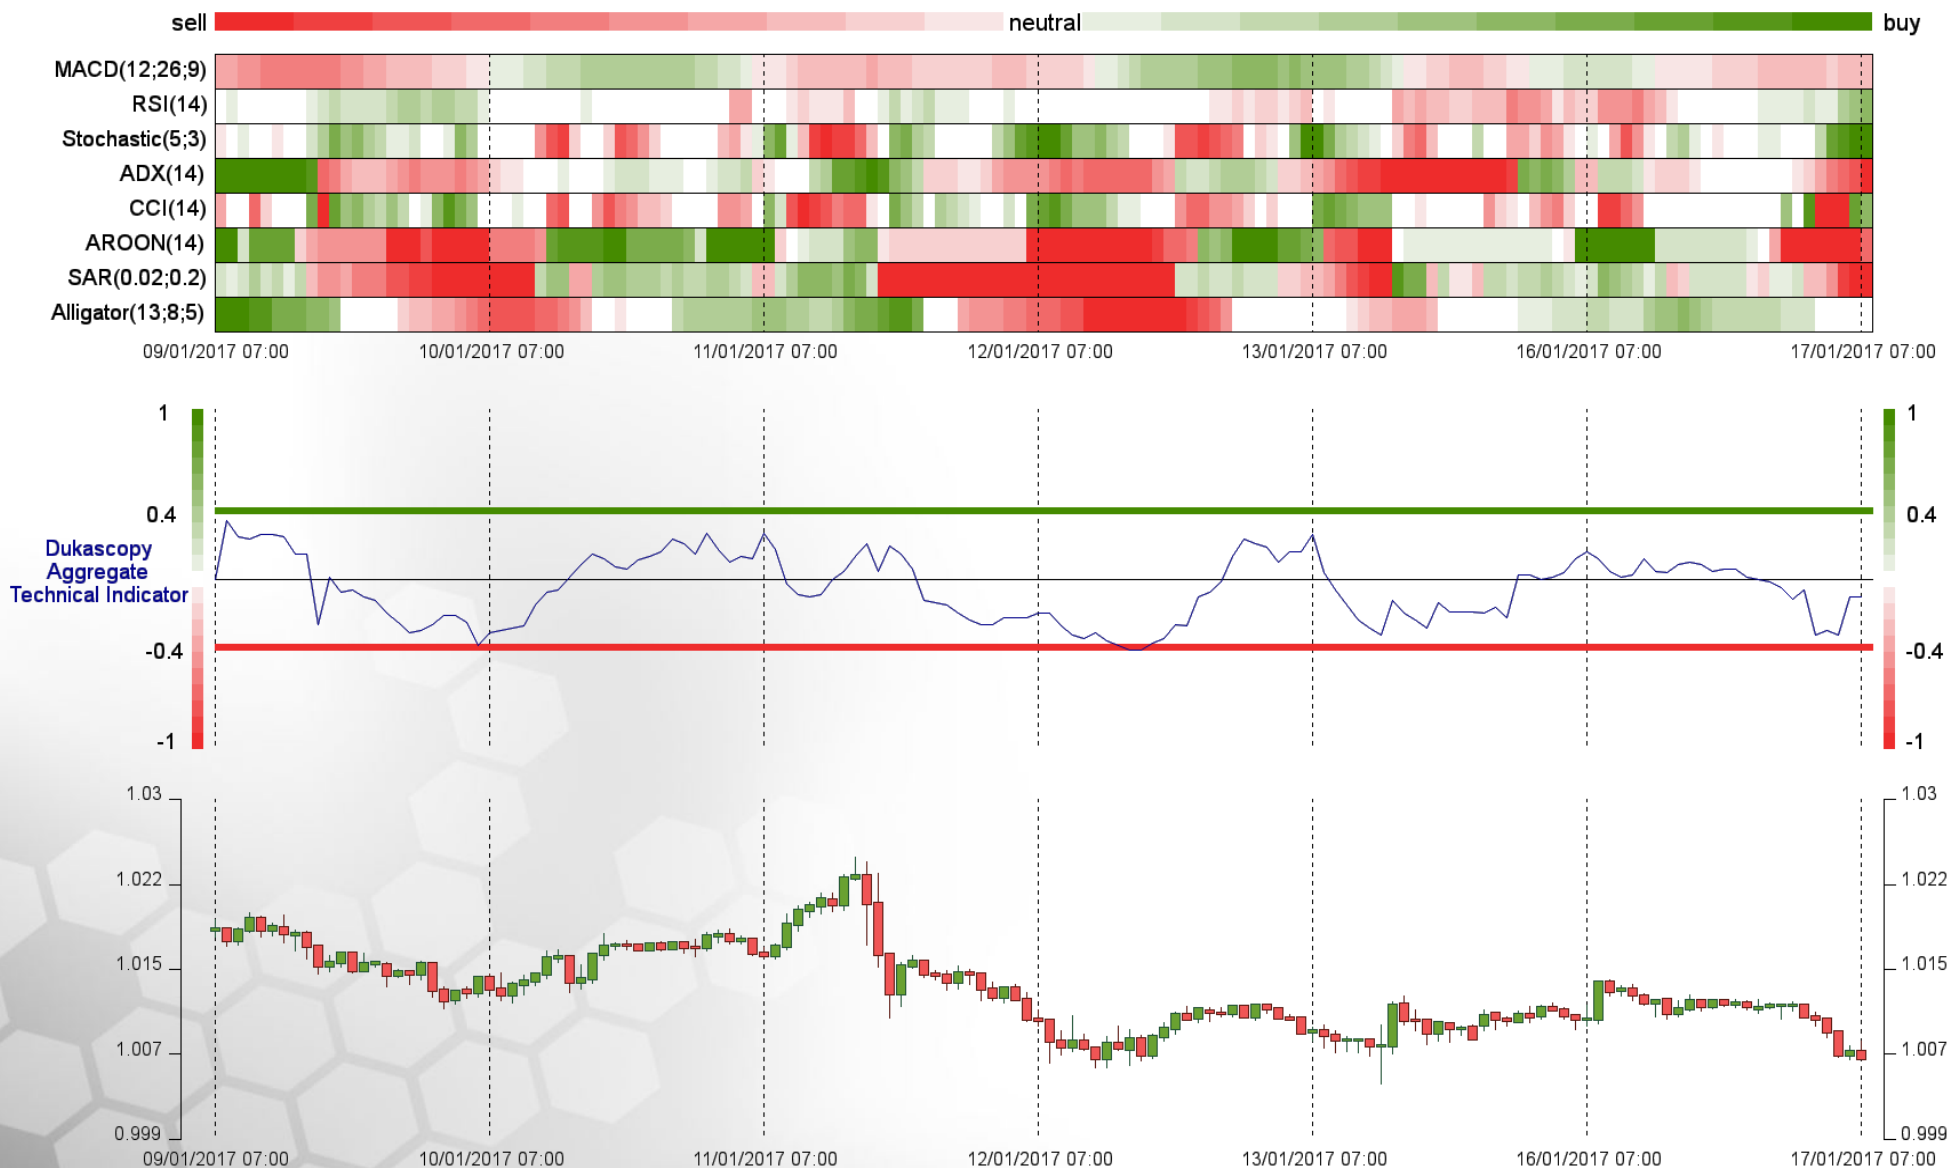 sell neutral buy
MACD(12;26;9)
RSI(14)
Stochastic(5;3)
ADX(14)
CCI(14)
AROON(14)
SAR(0.02;0.2)
Alligator(13;8;5)
09/01/2017 07:00 10/01/2017 07:00 11/01/2017 07:00 12/01/2017 07:00 13/01/2017 07:00 16/01/2017 07:00 17/01/2017 07:00
1 1
0.4 0.4
Dukascopy
Aggregate
Technical Indicator
-0.4 -0.4
-1 -1
1.03 1.03
1.022 1.022
1.015 1.015
1.007 1.007
0.999 0.999
09/01/2017 07:00 10/01/2017 07:00 11/01/2017 07:00 12/01/2017 07:00 13/01/2017 07:00 16/01/2017 07:00 17/01/2017 07:00